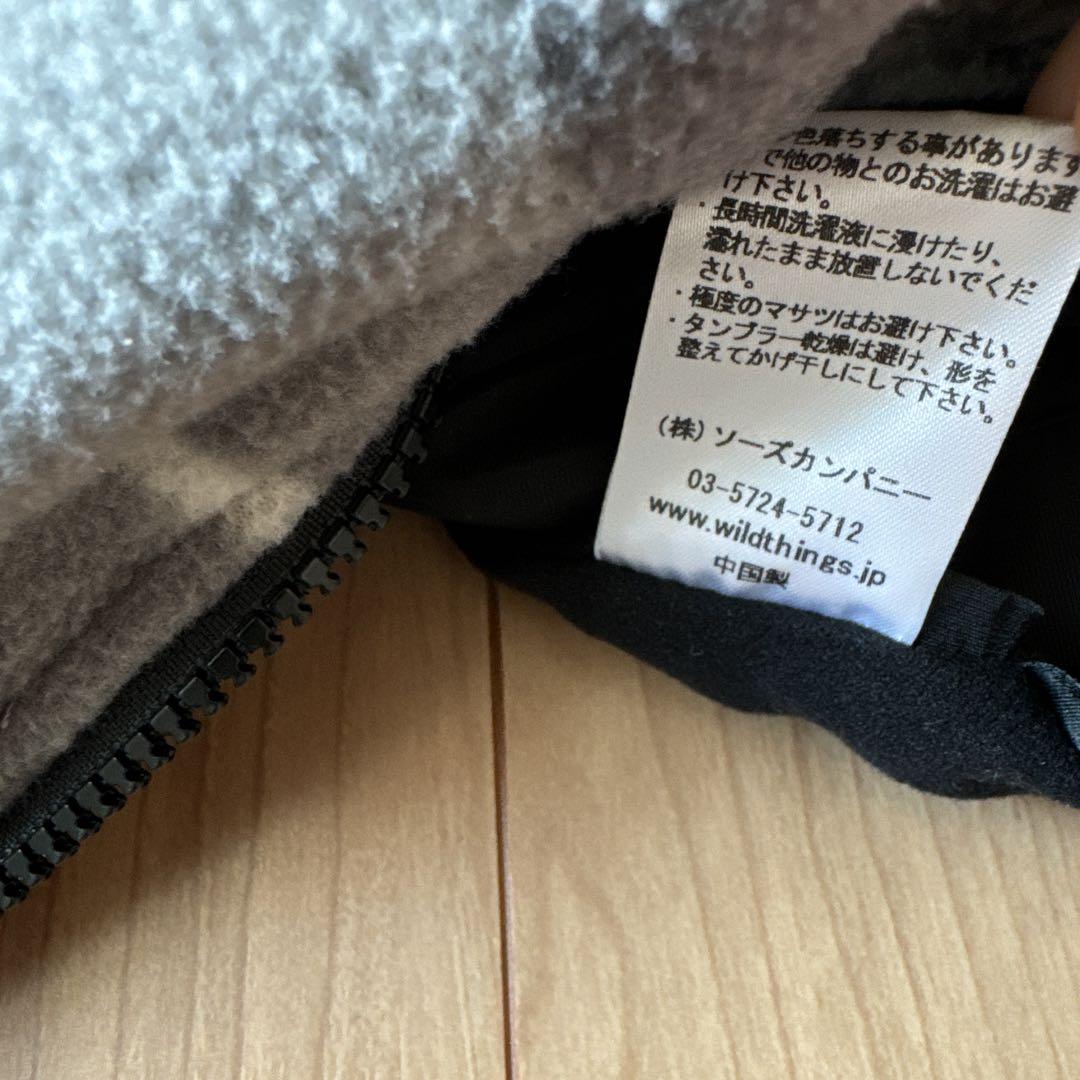 色落ちする事があります
で他の物とのお洗濯はお避
け下さい。
・長時間洗濯液に浸けたり、
濡れたまま放置しないでくだ
さい。
・極度のマサツはお避け下さい。
・タンブラー乾燥は避け、形を
整えてかげ干しにして下さい。
(株)ソーズカンパニー
03-5724-5712
www.wildthings.jp
中国製